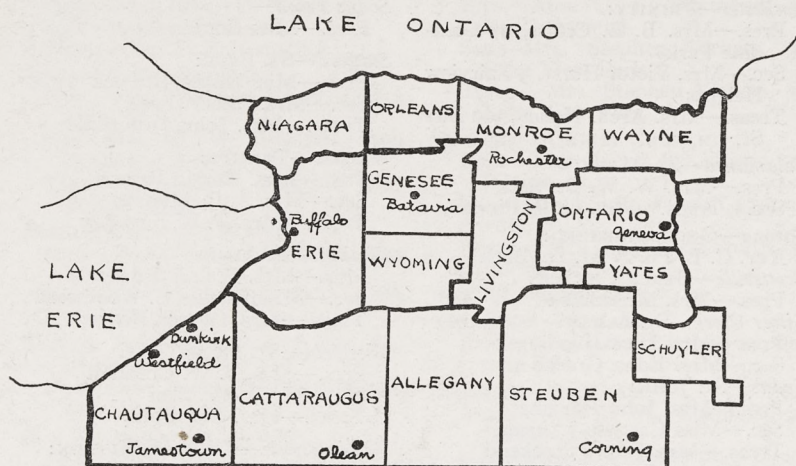 LAKE ONTARIO
NIAGARA
ORLEANS
MONROE
Rochester
WAYNE
GENESEE
Batavia
ONTARIO
Geneva
Buffalo
ERIE
WYOMING
LIVINGSTON
YATES
LAKE
ERIE
Dunkirk
Westfield
SCHUYLER
CHAUTAUQUA
Jamestown
CATTARAUGUS
Olean
ALLEGANY
STEUBEN
Corning